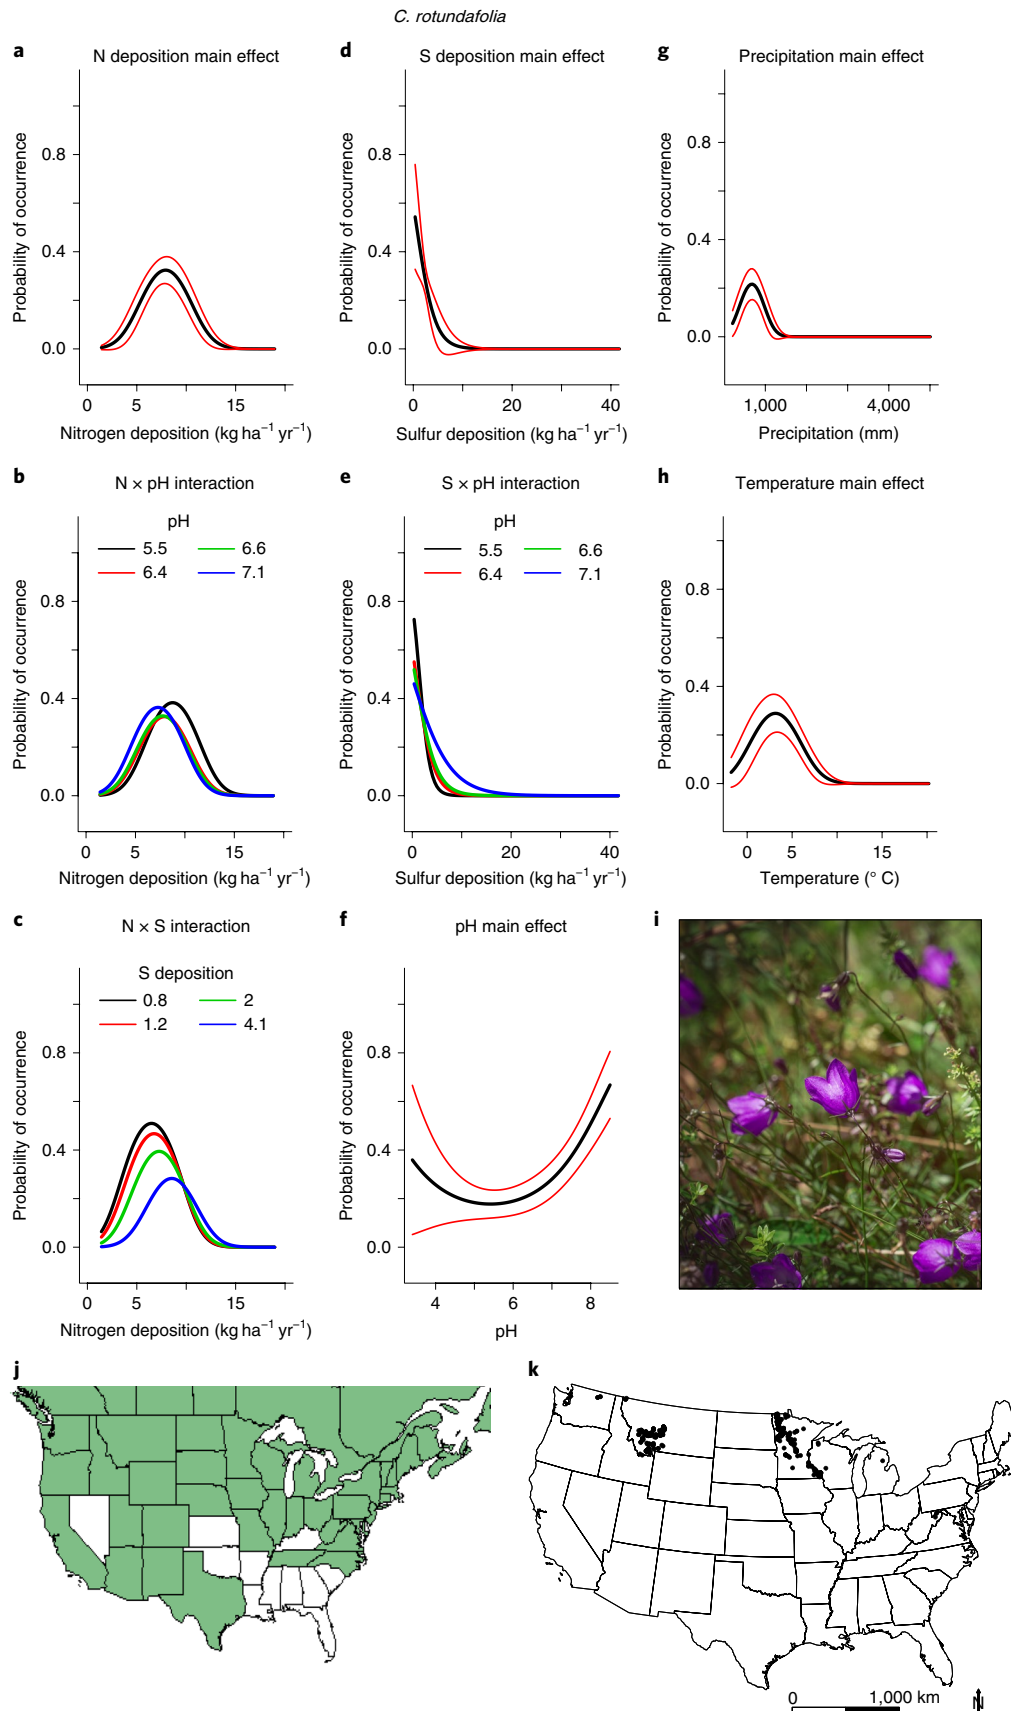 C. rotundafolia
a
N deposition main effect
Probability of occurrence
0.8
0.4
0.0
0 5 15
Nitrogen deposition (kg ha⁻¹ yr⁻¹)
d
S deposition main effect
Probability of occurrence
0.8
0.4
0.0
0 20 40
Sulfur deposition (kg ha⁻¹ yr⁻¹)
g
Precipitation main effect
Probability of occurrence
0.8
0.4
0.0
1,000 4,000
Precipitation (mm)
b
N × pH interaction
pH
5.5 6.6
6.4 7.1
Probability of occurrence
0.8
0.4
0.0
0 5 15
Nitrogen deposition (kg ha⁻¹ yr⁻¹)
e
S × pH interaction
pH
5.5 6.6
6.4 7.1
Probability of occurrence
0.8
0.4
0.0
0 20 40
Sulfur deposition (kg ha⁻¹ yr⁻¹)
h
Temperature main effect
Probability of occurrence
0.8
0.4
0.0
0 5 15
Temperature (° C)
c
N × S interaction
S deposition
0.8 2
1.2 4.1
Probability of occurrence
0.8
0.4
0.0
0 5 15
Nitrogen deposition (kg ha⁻¹ yr⁻¹)
f
pH main effect
Probability of occurrence
0.8
0.4
0.0
4 6 8
pH
i
j
k
0 1,000 km
N